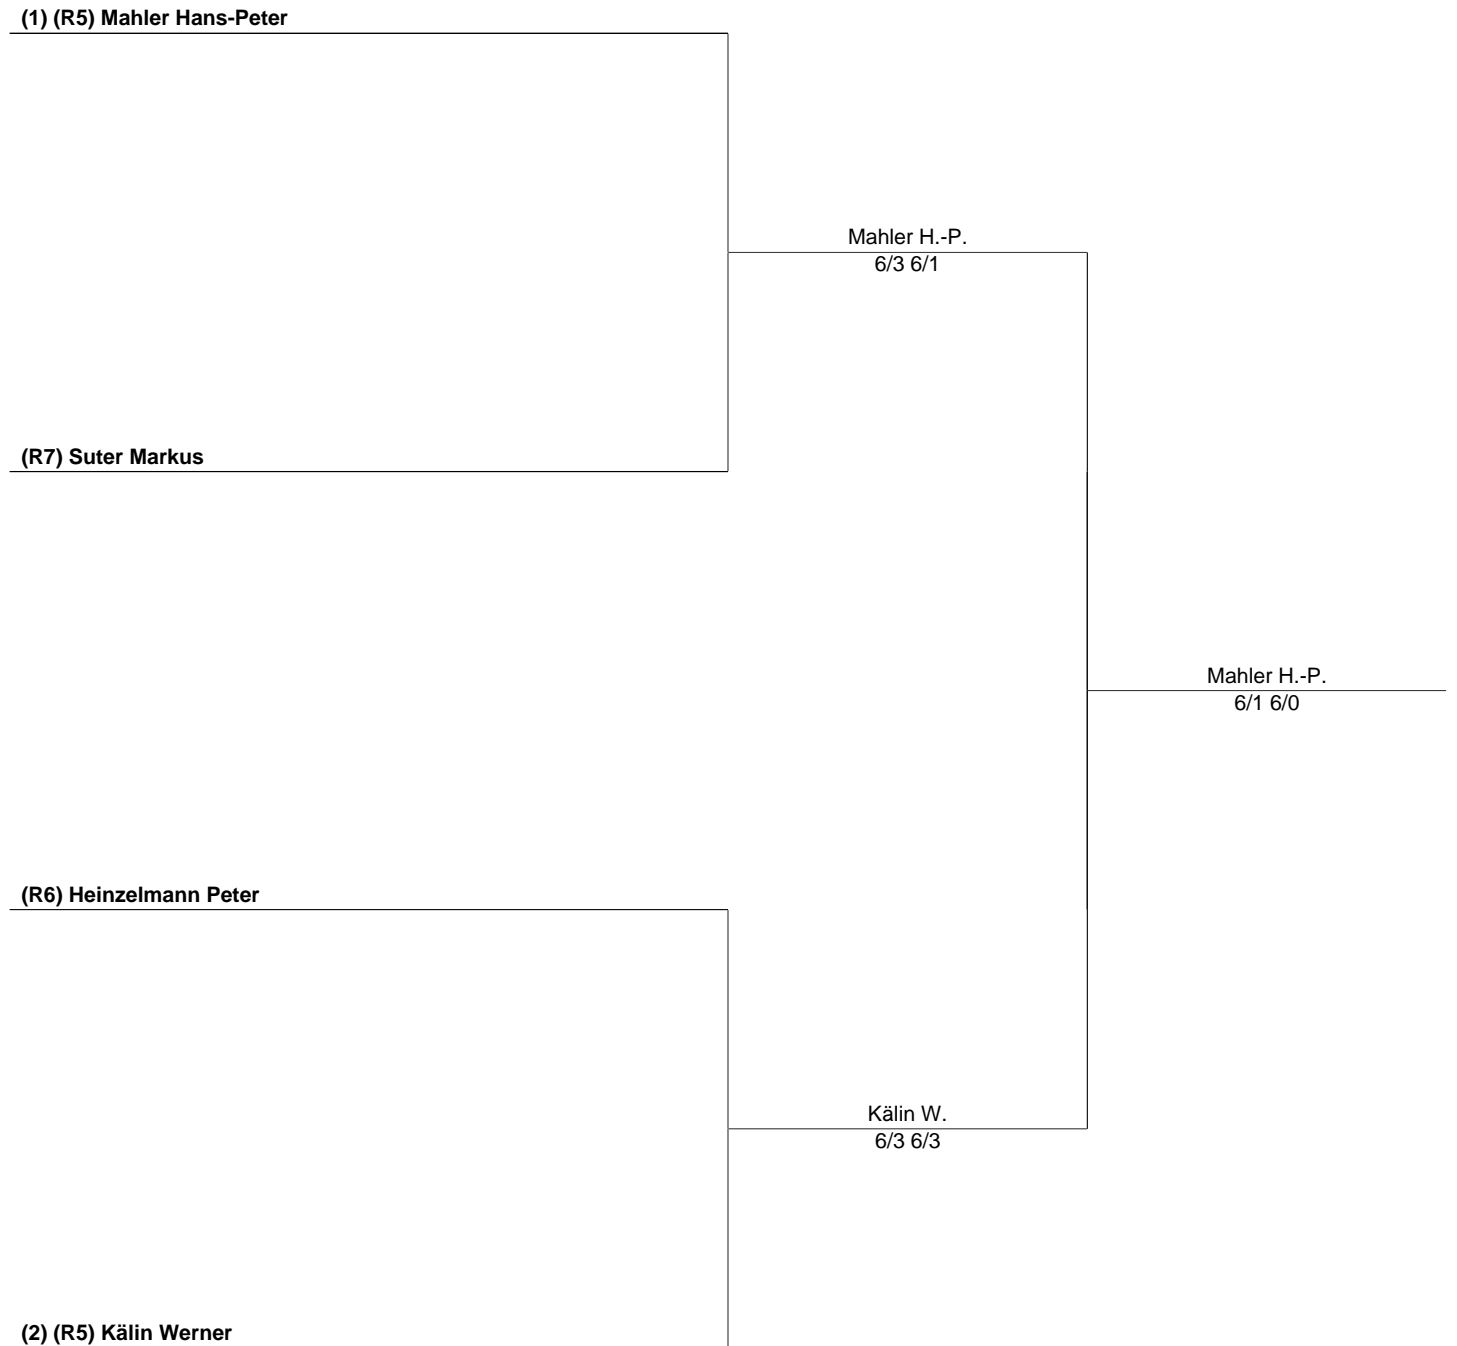 (1) (R5) Mahler Hans-Peter
Mahler H.-P.
6/3 6/1
(R7) Suter Markus
Mahler H.-P.
6/1 6/0
(R6) Heinzelmann Peter
Kälin W.
6/3 6/3
(2) (R5) Kälin Werner